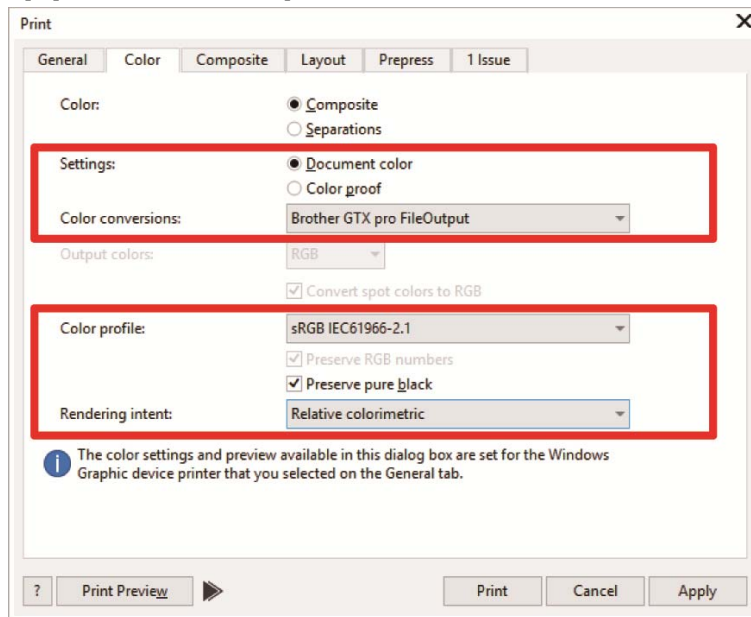 Print
General Color Composite Layout Prepress 1 Issue
Color: Composite
Separations
Settings: Document color
Color proof
Color conversions: Brother GTX pro FileOutput
Output colors: RGB
Convert spot colors to RGB
Color profile: sRGB IEC61966-2.1
Preserve RGB numbers
Preserve pure black
Rendering intent: Relative colorimetric
The color settings and preview available in this dialog box are set for the Windows
Graphic device printer that you selected on the General tab.
? Print Preview Print Cancel Apply